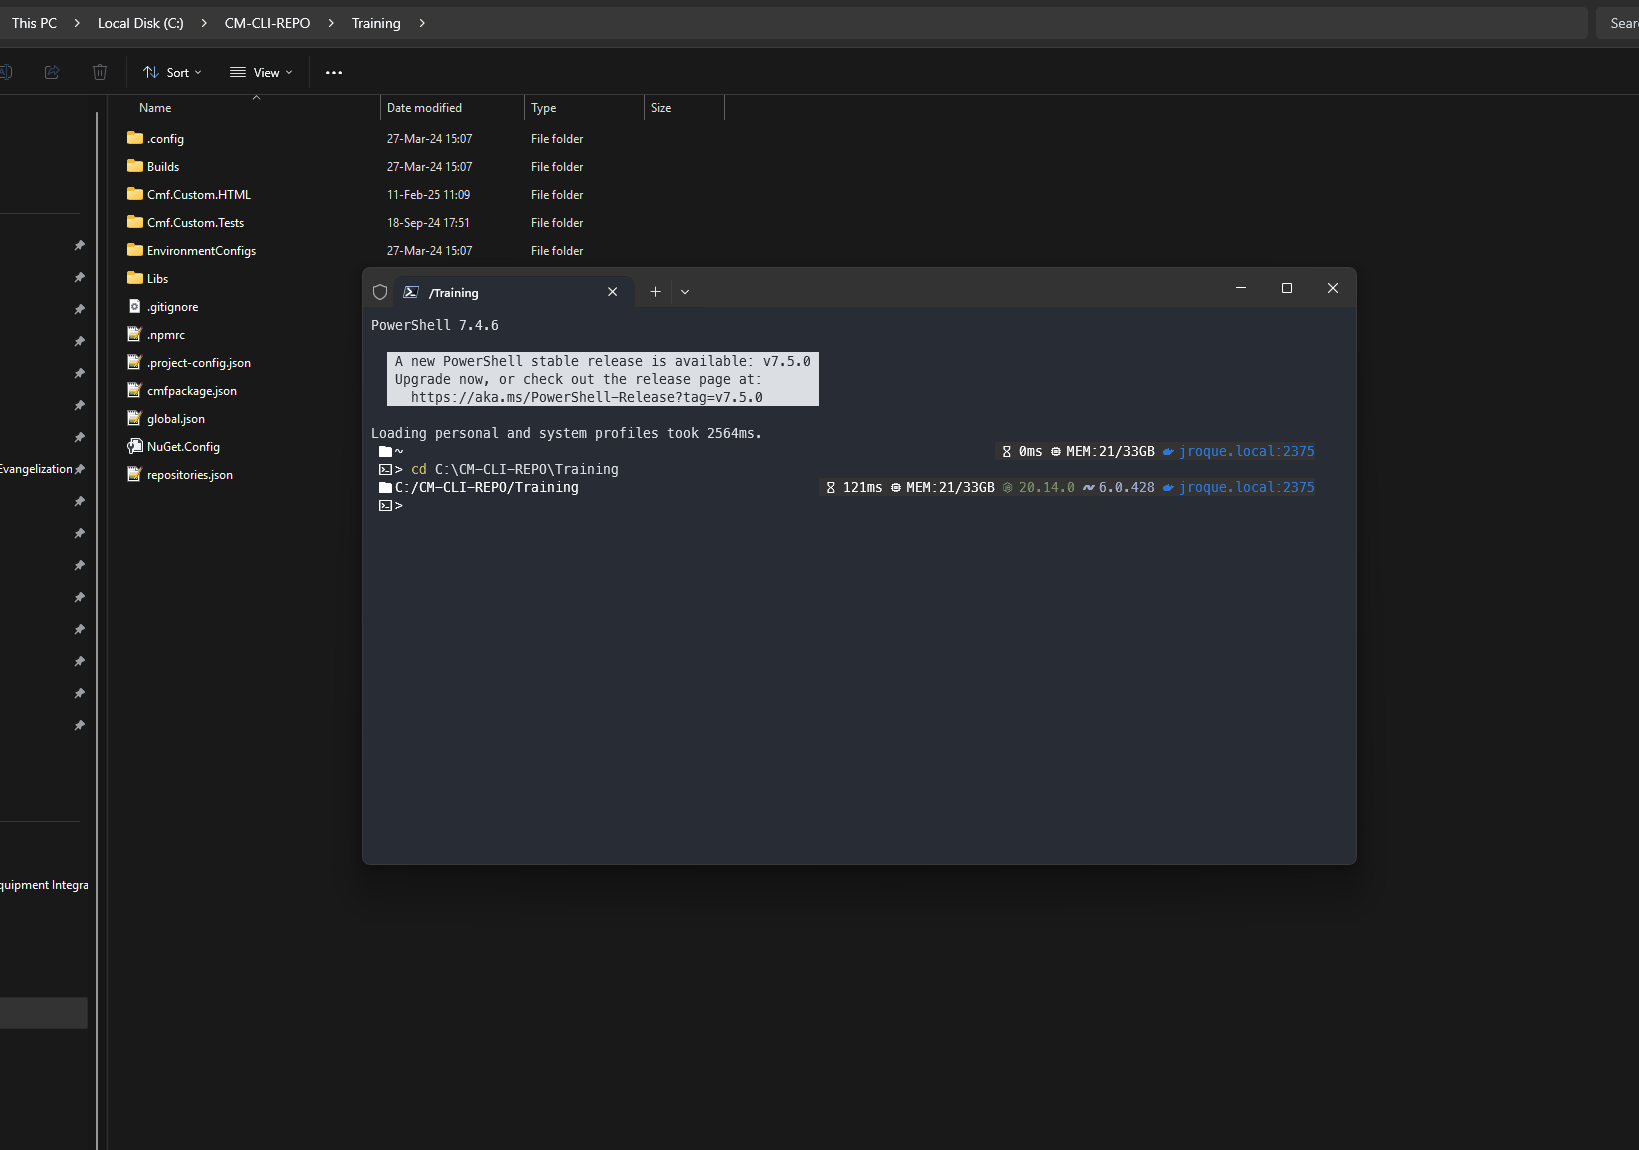 This PC > Local Disk (C:) > CM-CLI-REPO > Training >
Sear
Sort View
Name Date modified Type Size
.config 27-Mar-24 15:07 File folder
Builds 27-Mar-24 15:07 File folder
Cmf.Custom.HTML 11-Feb-25 11:09 File folder
Cmf.Custom.Tests 18-Sep-24 17:51 File folder
EnvironmentConfigs 27-Mar-24 15:07 File folder
Libs
.gitignore
.npmrc
.project-config.json
cmfpackage.json
global.json
NuGet.Config
repositories.json
Evangelization
quipment Integra
/Training
PowerShell 7.4.6
A new PowerShell stable release is available: v7.5.0
Upgrade now, or check out the release page at:
https://aka.ms/PowerShell-Release?tag=v7.5.0
Loading personal and system profiles took 2564ms.
~ 0ms MEM:21/33GB jroque.local:2375
> cd C:\CM-CLI-REPO\Training
C:/CM-CLI-REPO/Training 121ms MEM:21/33GB 20.14.0 6.0.428 jroque.local:2375
>